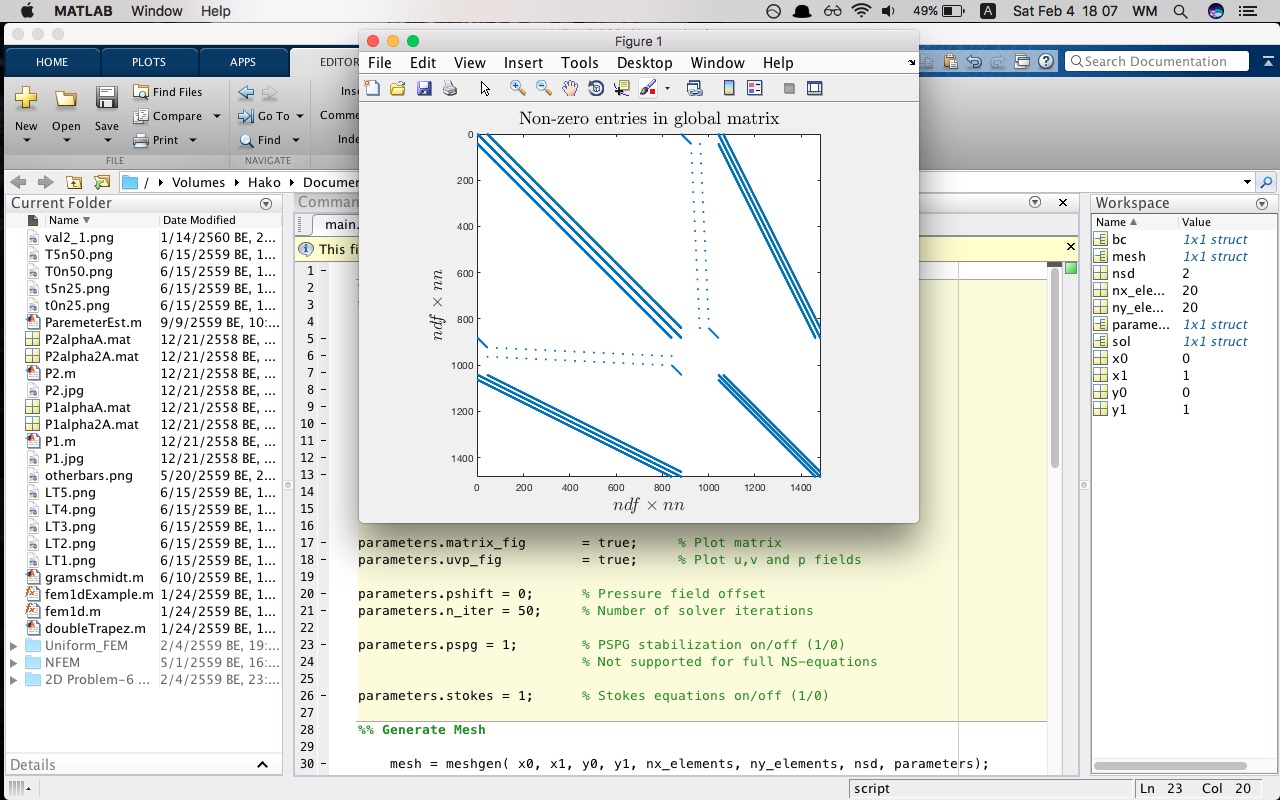 MATLAB Window Help
49% A Sat Feb 4 18 07 WM
Figure 1
File Edit View Insert Tools Desktop Window Help
HOME PLOTS APPS EDITOR
Search Documentation
New Open Save
Find Files
Compare
Print
FILE
Go To
Find
NAVIGATE
/ Volumes Hako
Current Folder
Name Date Modified
val2_1.png 1/14/2560 BE, 2...
T5n50.png 6/15/2559 BE, 1...
T0n50.png 6/15/2559 BE, 1...
t5n25.png 6/15/2559 BE, 1...
t0n25.png 6/15/2559 BE, 1...
ParemeterEst.m 9/9/2559 BE, 10:...
P2alphaA.mat 12/21/2558 BE, ...
P2alpha2A.mat 12/21/2558 BE, ...
P2.m 12/21/2558 BE, ...
P2.jpg 12/21/2558 BE, ...
P1alphaA.mat 12/21/2558 BE, ...
P1alpha2A.mat 12/21/2558 BE, ...
P1.m 12/21/2558 BE, ...
P1.jpg 12/21/2558 BE, ...
otherbars.png 5/20/2559 BE, 2...
LT5.png 6/15/2559 BE, 1...
LT4.png 6/15/2559 BE, 1...
LT3.png 6/15/2559 BE, 1...
LT2.png 6/15/2559 BE, 1...
LT1.png 6/15/2559 BE, 1...
gramschmidt.m 6/10/2559 BE, 1...
fem1dExample.m 1/24/2559 BE, 1...
fem1d.m 1/24/2559 BE, 1...
doubleTrapez.m 1/24/2559 BE, 1...
Uniform_FEM 2/4/2559 BE, 19:...
NFEM 5/1/2559 BE, 16:...
2D Problem-6 ... 2/4/2559 BE, 23:...
Details
main.
This fi
Non-zero entries in global matrix
0
200
400
600
800
1000
1200
1400
ndf × nn
0 200 400 600 800 1000 1200 1400
ndf × nn
1
2
3
4
5
6
7
8
9
10
11
12
13
14
15
16
17 parameters.matrix_fig = true; % Plot matrix
18 parameters.uvp_fig = true; % Plot u,v and p fields
19
20 parameters.pshift = 0; % Pressure field offset
21 parameters.n_iter = 50; % Number of solver iterations
22
23 parameters.pspg = 1; % PSPG stabilization on/off (1/0)
24 % Not supported for full NS-equations
25
26 parameters.stokes = 1; % Stokes equations on/off (1/0)
27
28 %% Generate Mesh
29
30 mesh = meshgen( x0, x1, y0, y1, nx_elements, ny_elements, nsd, parameters);
Workspace
Name Value
bc 1x1 struct
mesh 1x1 struct
nsd 2
nx_ele... 20
ny_ele... 20
parame... 1x1 struct
sol 1x1 struct
x0 0
x1 1
y0 0
y1 1
script
Ln 23 Col 20